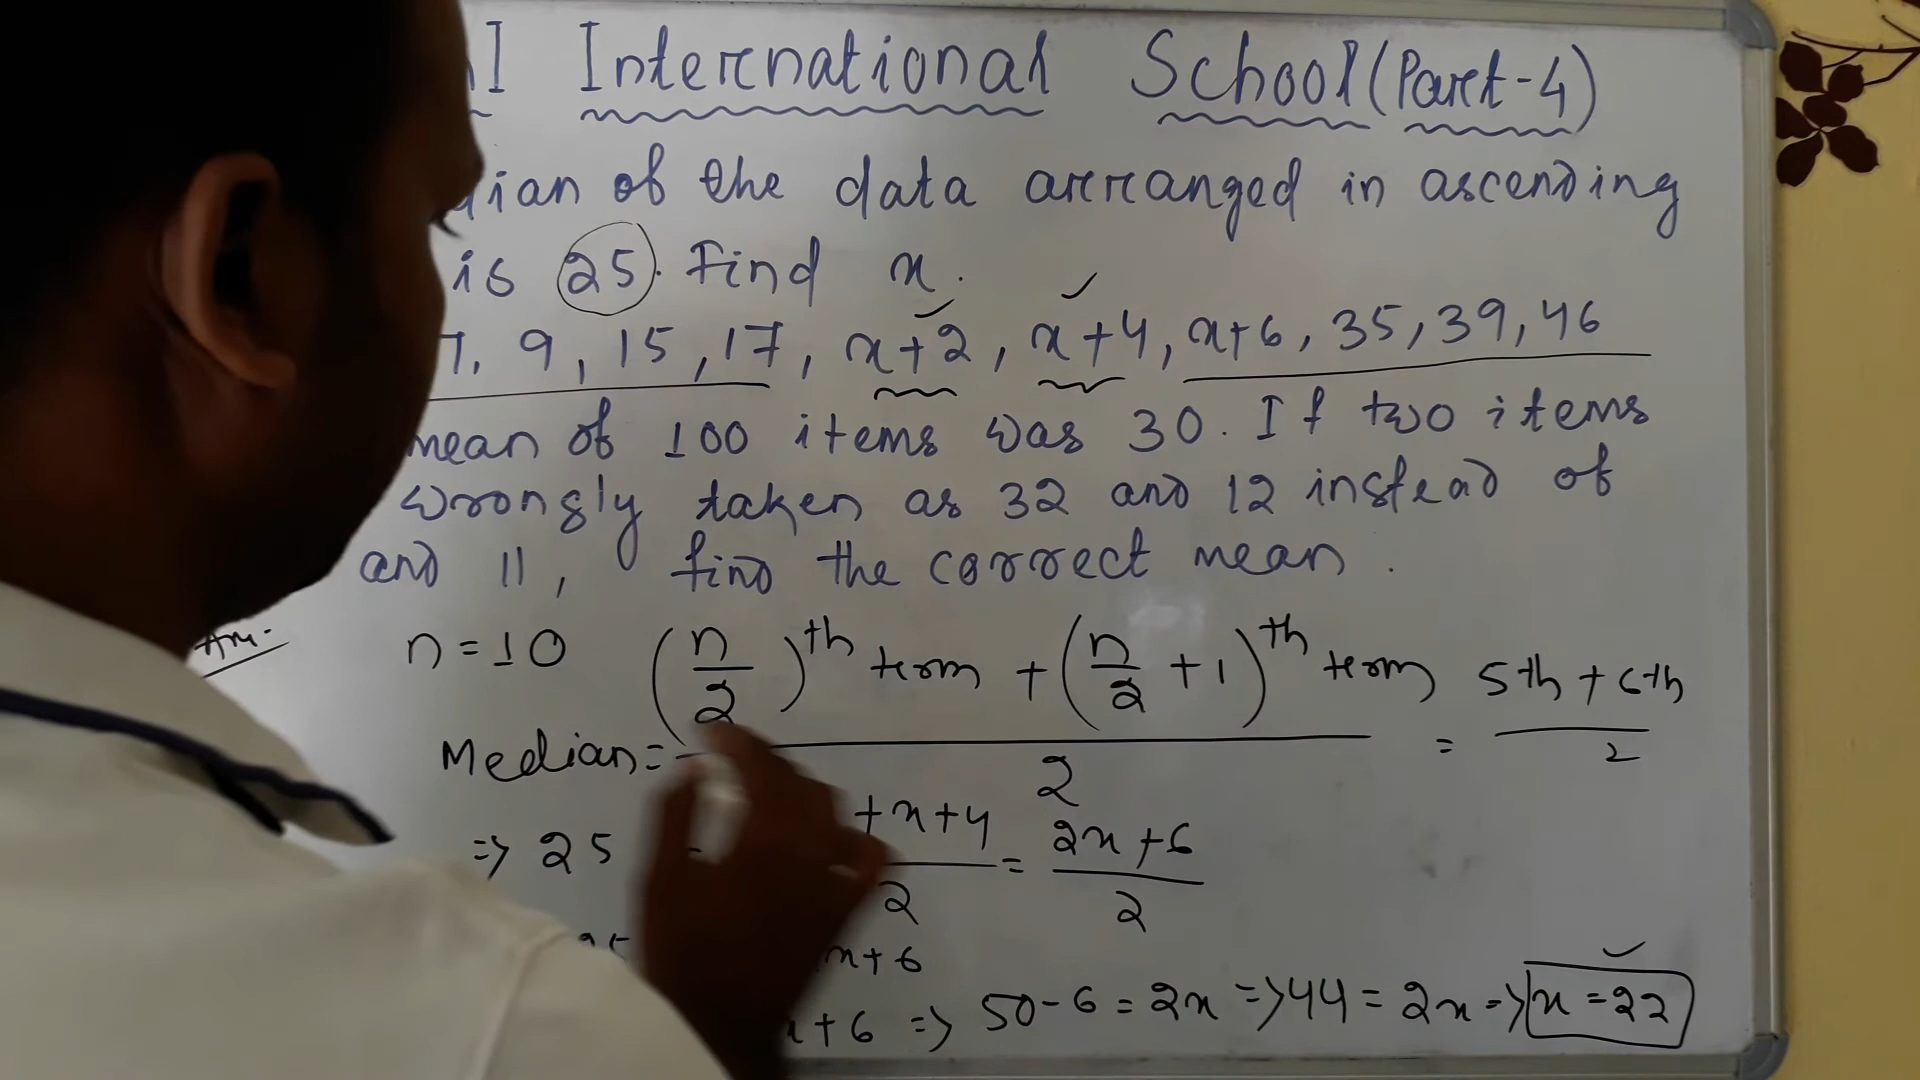 I International School (Part-4)
dian of the data arranged in ascending
is 25. Find x.
7, 9, 15, 17, x+2, x+4, x+6, 35, 39, 46
mean of 100 items was 30. If two items
wrongly taken as 32 and 12 instead of
and 11, find the correct mean.
Ans-
n=10 (n/2)th term + (n/2 +1)th term
Median= 2 = 5th + 6th / 2
=> 25 +x+4 / 2 = 2x+6 / 2
x+6
x+6 => 50-6 = 2x => 44 = 2x => x=22